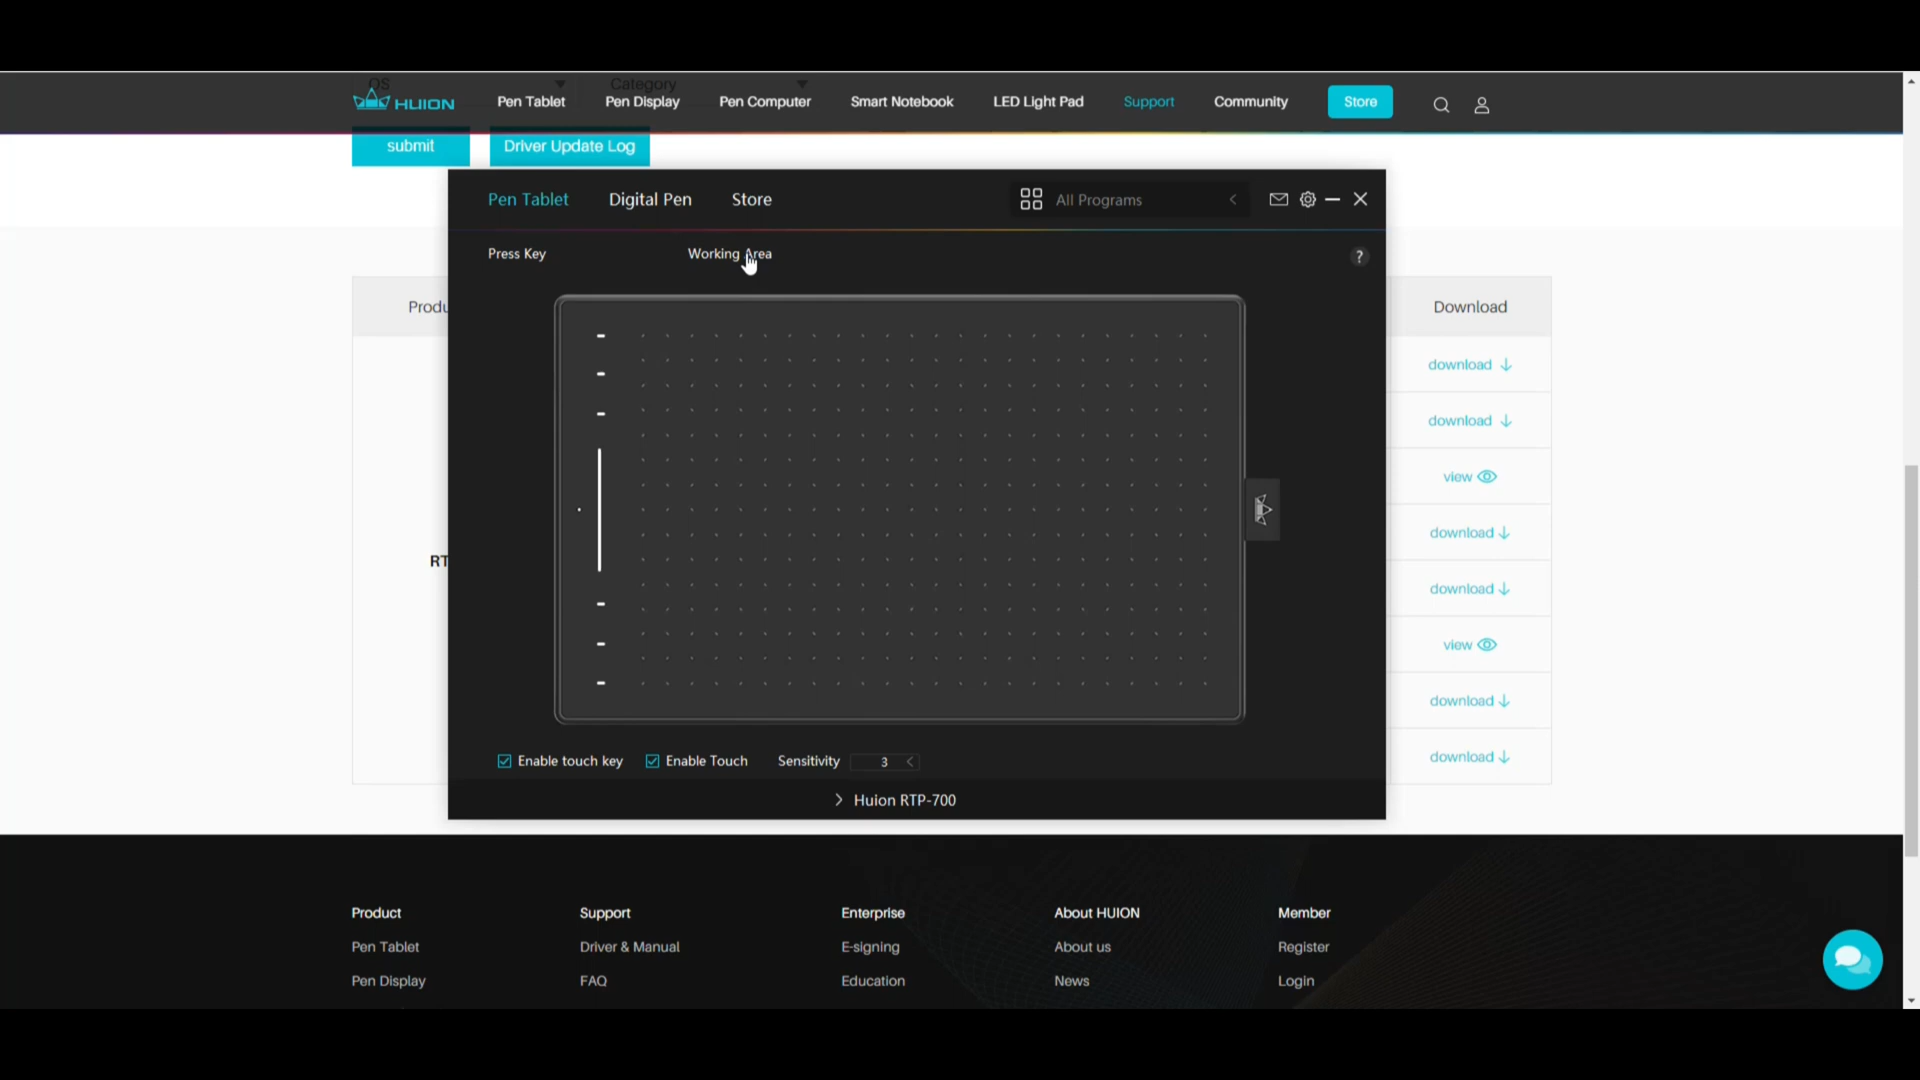 OS Category
HUION Pen Tablet Pen Display Pen Computer Smart Notebook LED Light Pad Support Community Store
submit Driver Update Log
Pen Tablet Digital Pen Store All Programs
Press Key Working Area ?
Produ Download
download
download
view
download
RT
download
view
download
download
Enable touch key Enable Touch Sensitivity 3
Huion RTP-700
Product Support Enterprise About HUION Member
Pen Tablet Driver & Manual E-signing About us Register
Pen Display FAQ Education News Login